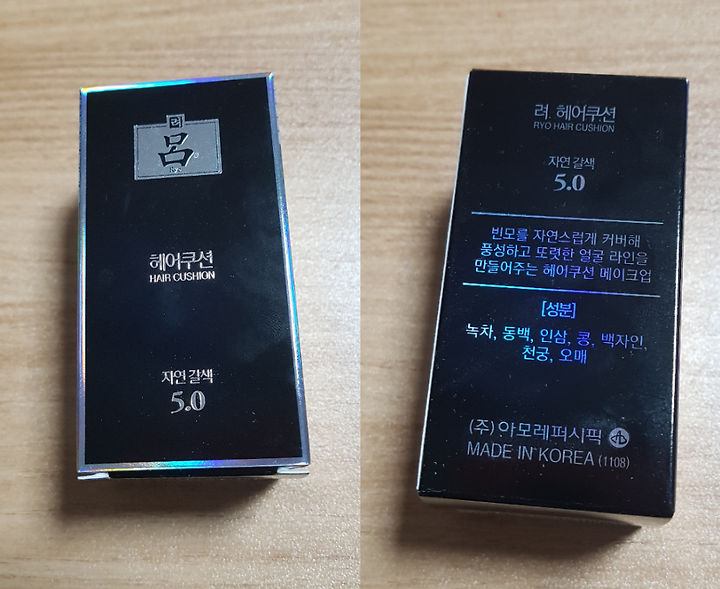 려
呂
헤어쿠션
HAIR CUSHION
자연 갈색
5.0
려 헤어쿠션
RYO HAIR CUSHION
자연 갈색
5.0
빈모를 자연스럽게 커버해
풍성하고 또렷한 얼굴 라인을
만들어주는 헤어쿠션 메이크업
[성분]
녹차, 동백, 인삼, 콩, 백자인,
천궁, 오매
(주)아모레퍼시픽
MADE IN KOREA (1108)